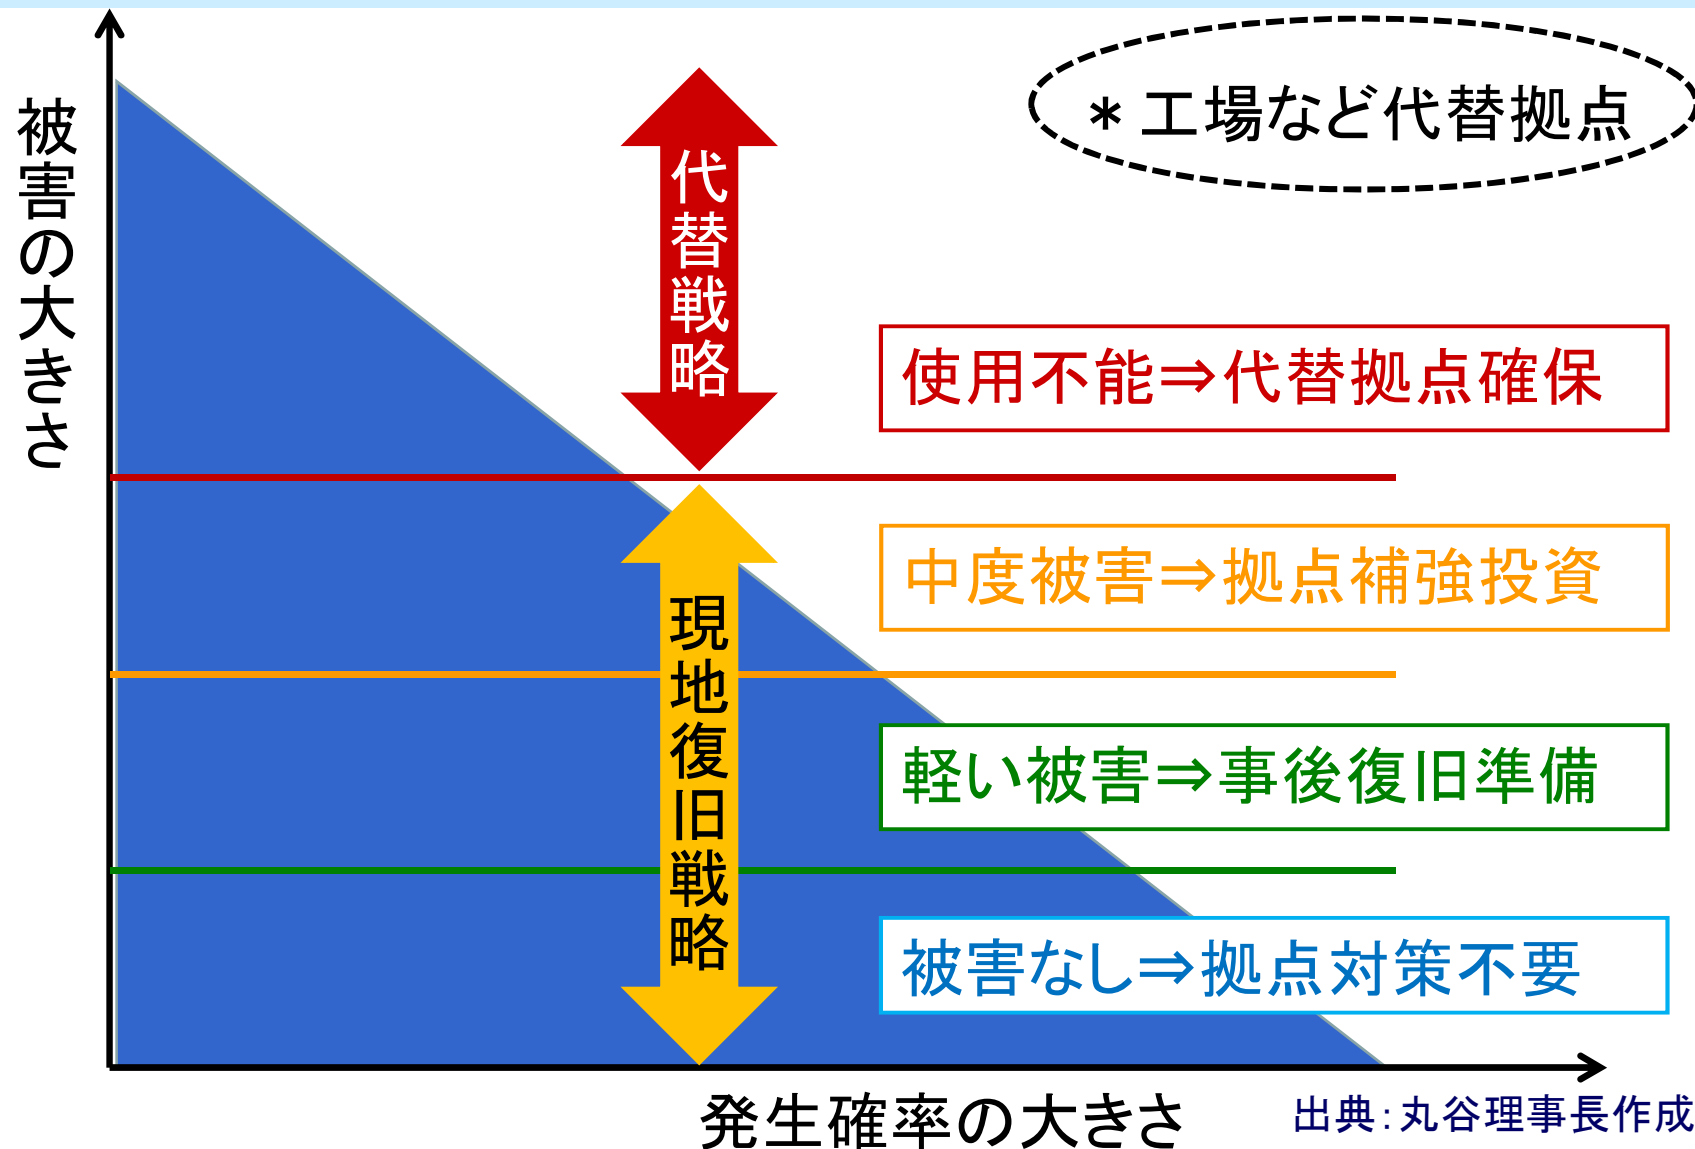 被害の大きさ
＊工場など代替拠点
代替戦略
使用不能⇒代替拠点確保
中度被害⇒拠点補強投資
現地復旧戦略
軽い被害⇒事後復旧準備
被害なし⇒拠点対策不要
発生確率の大きさ
出典：丸谷理事長作成